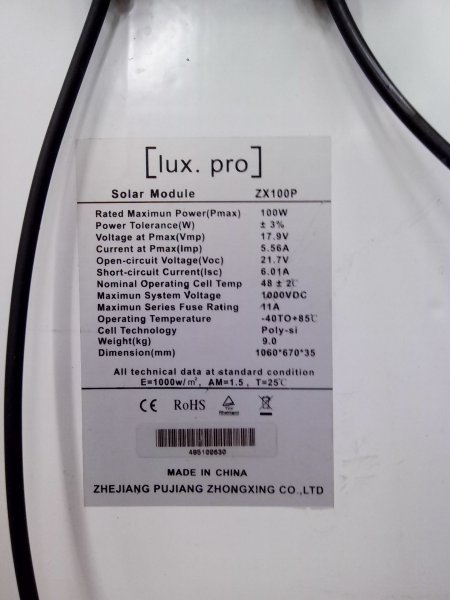 [lux. pro]
Solar Module ZX100P
Rated Maximun Power(Pmax) 100W
Power Tolerance(W) ± 3%
Voltage at Pmax(Vmp) 17.9V
Current at Pmax(Imp) 5.56A
Open-circuit Voltage(Voc) 21.7V
Short-circuit Current(Isc) 6.01A
Nominal Operating Cell Temp 48 ± 2℃
Maximun System Voltage 1000VDC
Maximun Series Fuse Rating 11A
Operating Temperature -40TO+85℃
Cell Technology Poly-si
Weight(kg) 9.0
Dimension(mm) 1060*670*35
All technical data at standard condition
E=1000w/㎡, AM=1.5, T=25℃
CE RoHS
495100630
MADE IN CHINA
ZHEJIANG PUJIANG ZHONGXING CO.,LTD